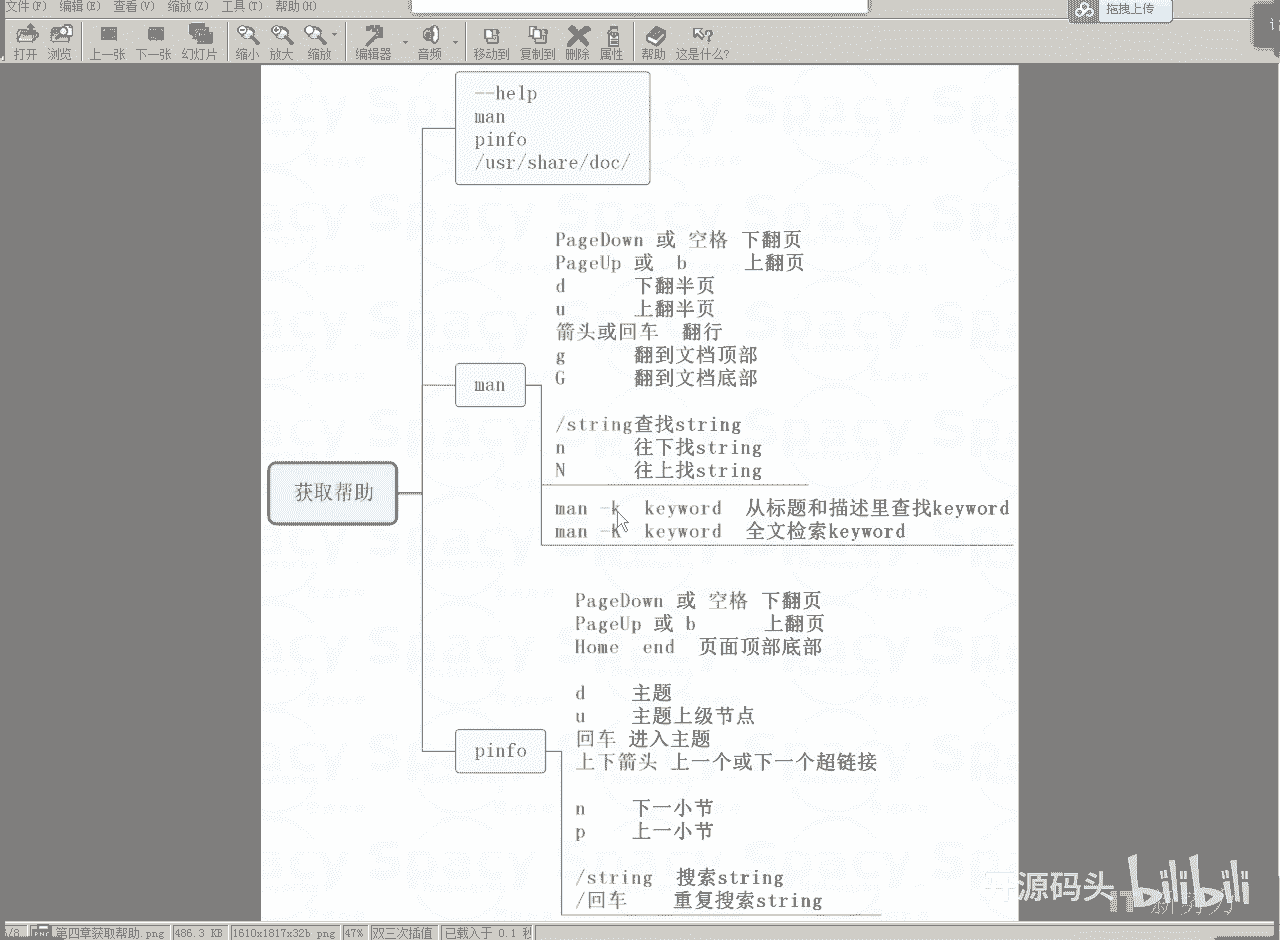 文件(F) 编辑(E) 查看(V) 缩放(Z) 工具(T) 帮助(H)
拖拽上传
打开 浏览 上一张 下一张 幻灯片 缩小 放大 缩放 编辑器 音频 移动到 复制到 删除 属性 帮助 这是什么?
--help
man
pinfo
/usr/share/doc/
PageDown 或 空格 下翻页
PageUp 或 b 上翻页
d 下翻半页
u 上翻半页
箭头或回车 翻行
g 翻到文档顶部
G 翻到文档底部
man
/string查找string
n 往下找string
N 往上找string
获取帮助
man -k keyword 从标题和描述里查找keyword
man -K keyword 全文检索keyword
PageDown 或 空格 下翻页
PageUp 或 b 上翻页
Home end 页面顶部底部
d 主题
u 主题上级节点
回车 进入主题
pinfo
上下箭头 上一个或下一个超链接
n 下一小节
p 上一小节
/string 搜索string
/回车 重复搜索string
源码头
bilibili
/8 第四章获取帮助.png 486.3 KB 1610x1817x32b png 47% 双三次插值 已载入于 0.1 秒